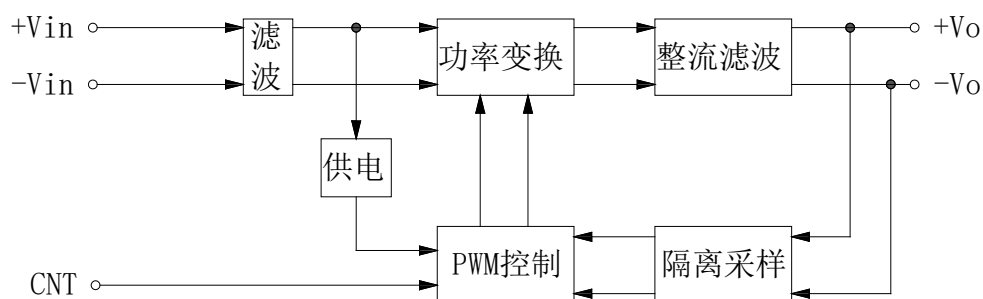 +Vin
滤波
功率变换
整流滤波
+Vo
-Vin
-Vo
供电
PWM控制
隔离采样
CNT